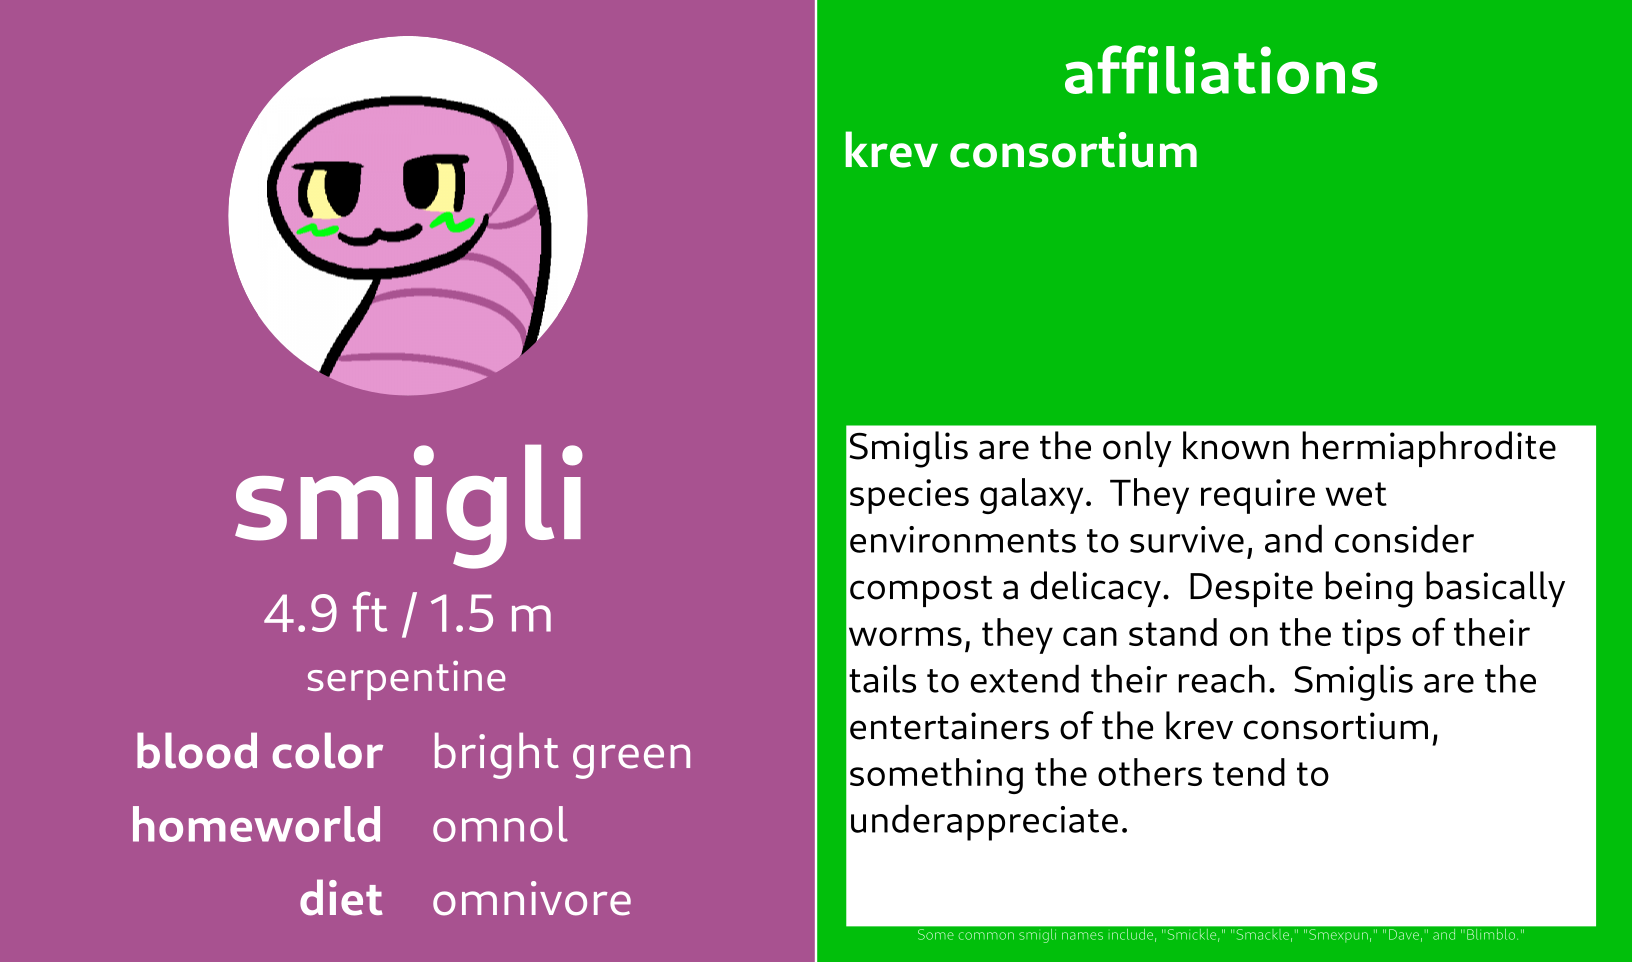 smigli
4.9 ft / 1.5 m
serpentine
blood color bright green
homeworld omnol
diet omnivore
affiliations
krev consortium
Smiglis are the only known hermiaphrodite
species galaxy. They require wet
environments to survive, and consider
compost a delicacy. Despite being basically
worms, they can stand on the tips of their
tails to extend their reach. Smiglis are the
entertainers of the krev consortium,
something the others tend to
underappreciate.
Some common smigli names include, "Smickle," "Smackle," "Smexpun," "Dave," and "Blimblo."